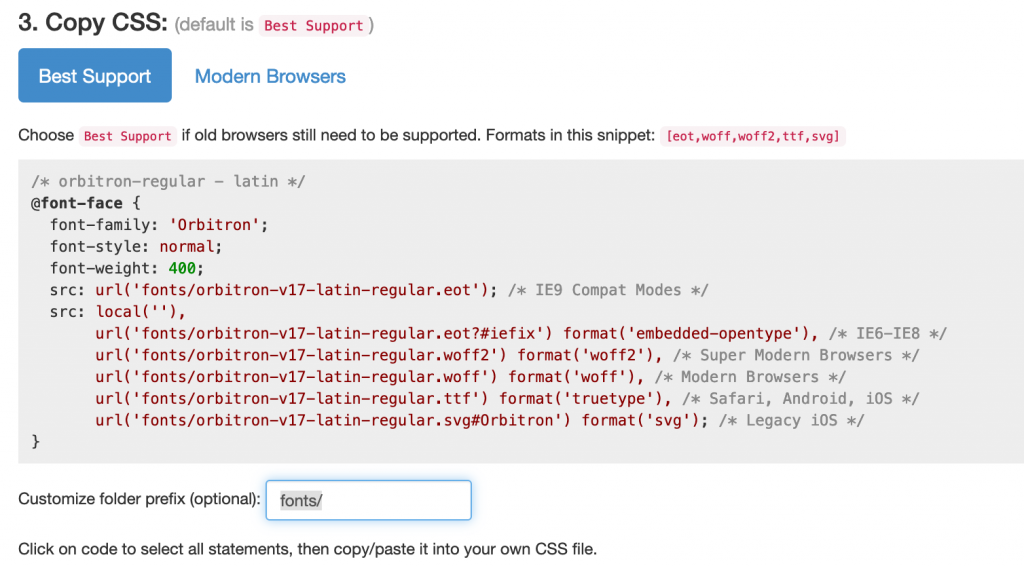 3. Copy CSS: (default is Best Support )
Best Support
Modern Browsers
Choose Best Support if old browsers still need to be supported. Formats in this snippet: [eot,woff,woff2,ttf,svg]
/* orbitron-regular - latin */
@font-face {
  font-family: 'Orbitron';
  font-style: normal;
  font-weight: 400;
  src: url('fonts/orbitron-v17-latin-regular.eot'); /* IE9 Compat Modes */
  src: local(''),
       url('fonts/orbitron-v17-latin-regular.eot?#iefix') format('embedded-opentype'), /* IE6-IE8 */
       url('fonts/orbitron-v17-latin-regular.woff2') format('woff2'), /* Super Modern Browsers */
       url('fonts/orbitron-v17-latin-regular.woff') format('woff'), /* Modern Browsers */
       url('fonts/orbitron-v17-latin-regular.ttf') format('truetype'), /* Safari, Android, iOS */
       url('fonts/orbitron-v17-latin-regular.svg#Orbitron') format('svg'); /* Legacy iOS */
}
Customize folder prefix (optional): fonts/
Click on code to select all statements, then copy/paste it into your own CSS file.